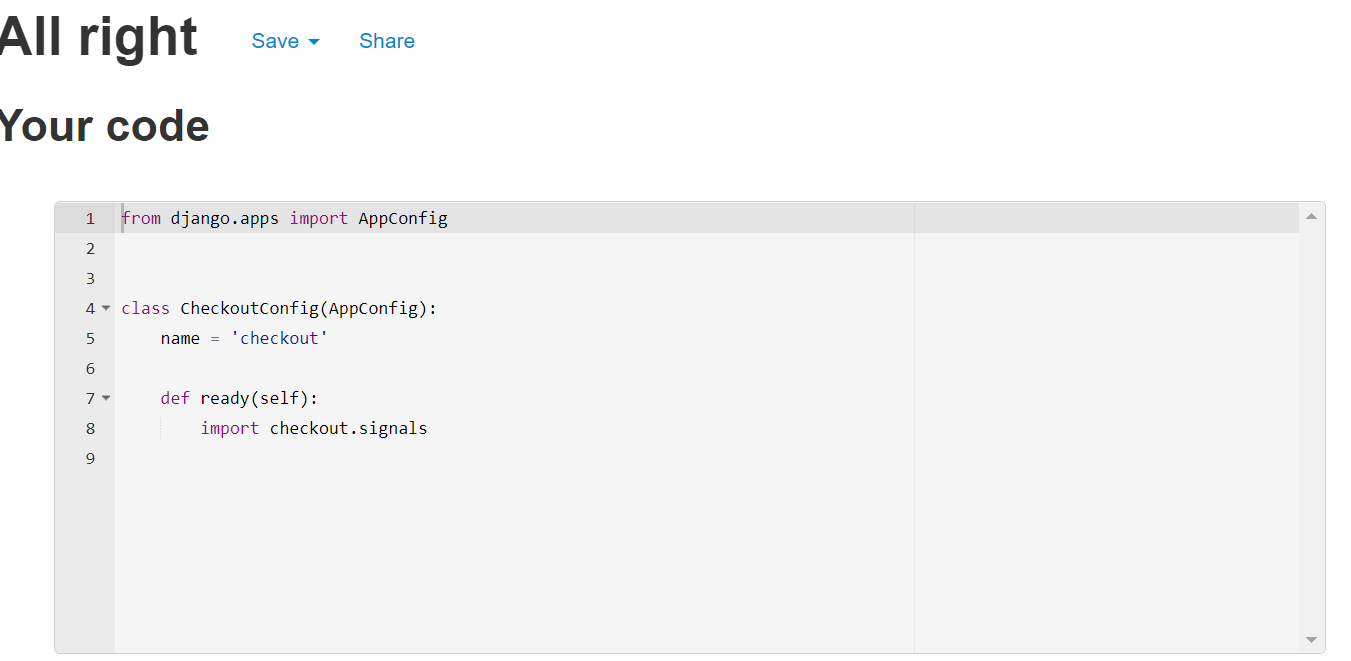 All right Save Share
Your code
1 from django.apps import AppConfig
2
3
4 class CheckoutConfig(AppConfig):
5     name = 'checkout'
6
7     def ready(self):
8         import checkout.signals
9